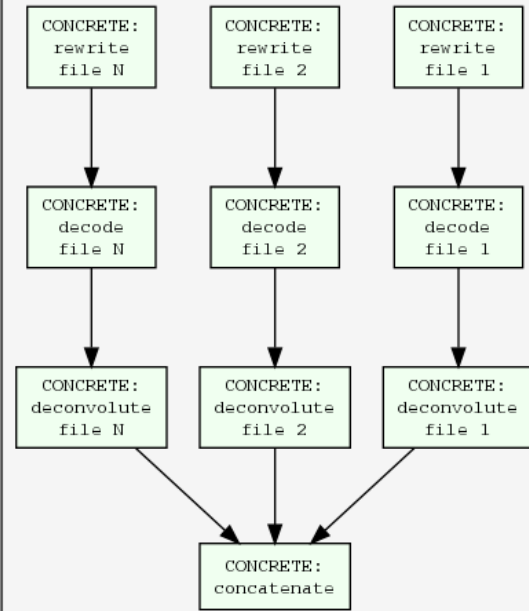 CONCRETE:
rewrite
file N
CONCRETE:
rewrite
file 2
CONCRETE:
rewrite
file 1
CONCRETE:
decode
file N
CONCRETE:
decode
file 2
CONCRETE:
decode
file 1
CONCRETE:
deconvolute
file N
CONCRETE:
deconvolute
file 2
CONCRETE:
deconvolute
file 1
CONCRETE:
concatenate